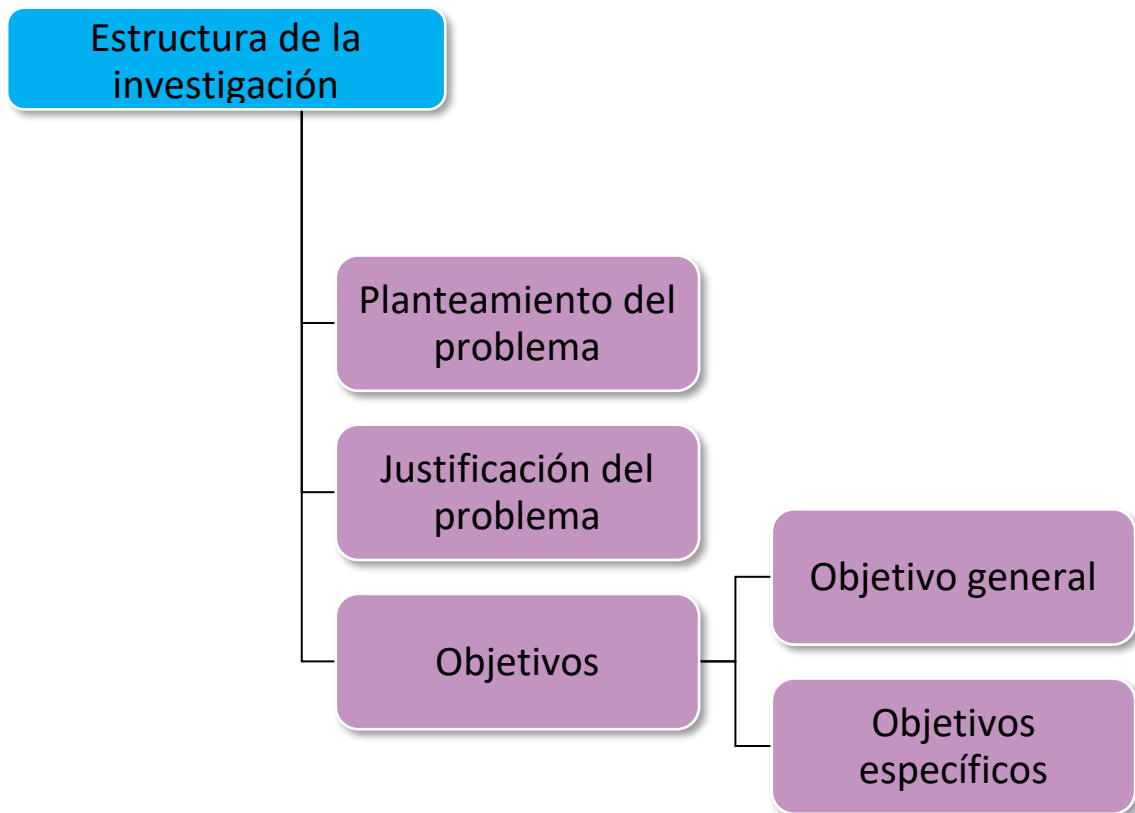 Estructura de la
investigación
Planteamiento del
problema
Justificación del
problema
Objetivos
Objetivo general
Objetivos
específicos